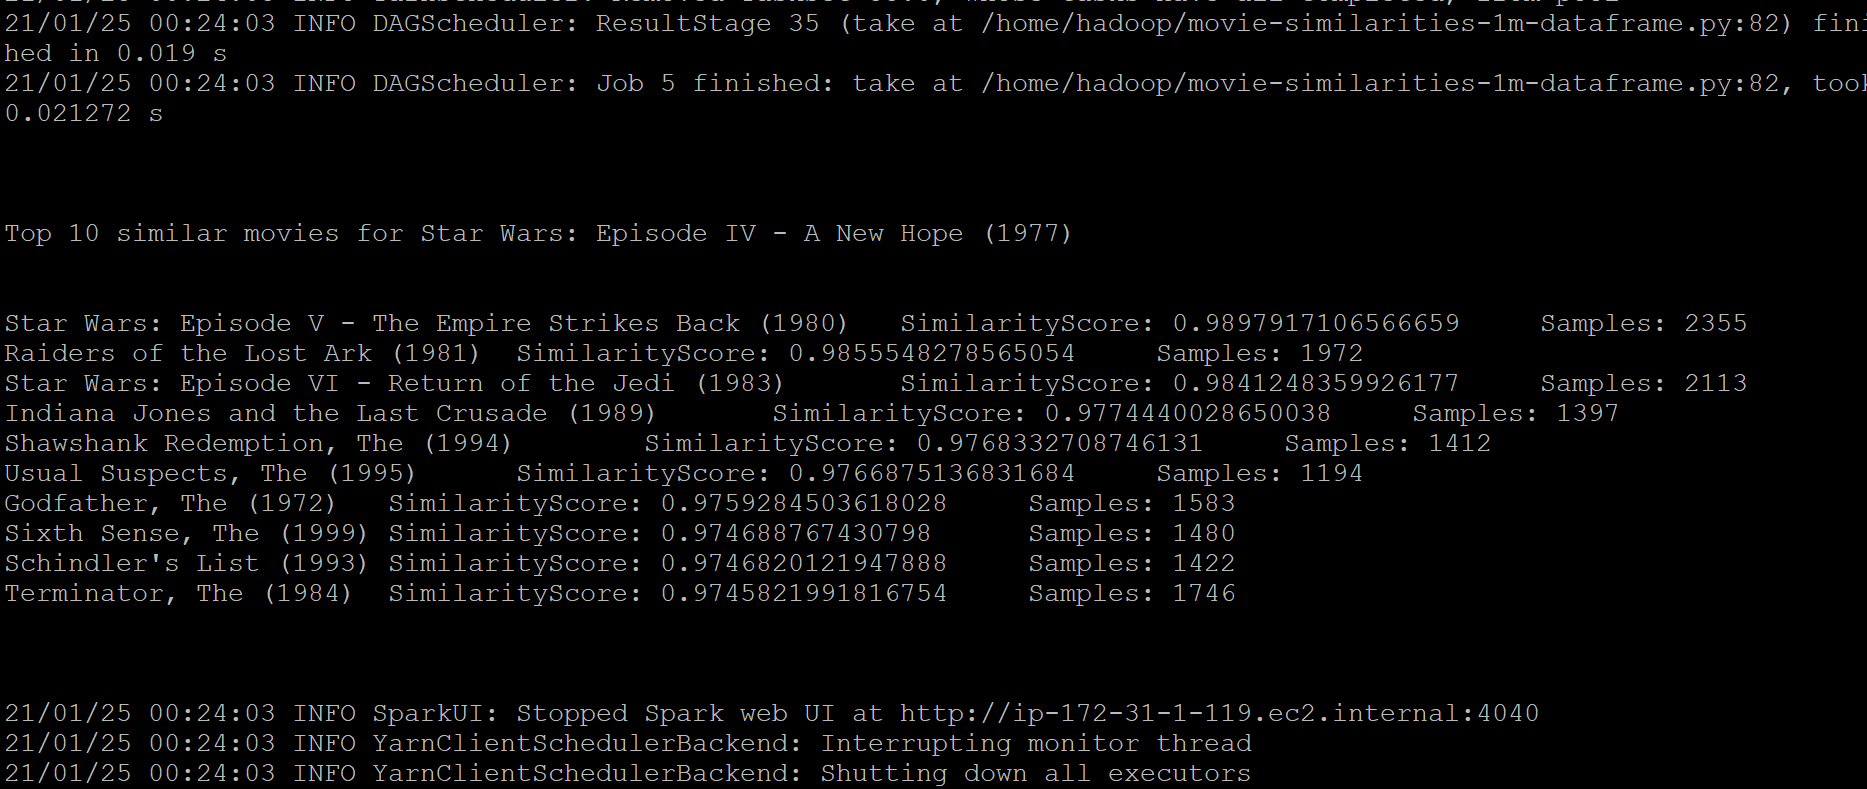 21/01/25 00:24:03 INFO DAGScheduler: ResultStage 35 (take at /home/hadoop/movie-similarities-1m-dataframe.py:82) fini
hed in 0.019 s
21/01/25 00:24:03 INFO DAGScheduler: Job 5 finished: take at /home/hadoop/movie-similarities-1m-dataframe.py:82, took
0.021272 s
Top 10 similar movies for Star Wars: Episode IV - A New Hope (1977)
Star Wars: Episode V - The Empire Strikes Back (1980) SimilarityScore: 0.9897917106566659 Samples: 2355
Raiders of the Lost Ark (1981) SimilarityScore: 0.9855548278565054 Samples: 1972
Star Wars: Episode VI - Return of the Jedi (1983) SimilarityScore: 0.9841248359926177 Samples: 2113
Indiana Jones and the Last Crusade (1989) SimilarityScore: 0.9774440028650038 Samples: 1397
Shawshank Redemption, The (1994) SimilarityScore: 0.9768332708746131 Samples: 1412
Usual Suspects, The (1995) SimilarityScore: 0.9766875136831684 Samples: 1194
Godfather, The (1972) SimilarityScore: 0.9759284503618028 Samples: 1583
Sixth Sense, The (1999) SimilarityScore: 0.974688767430798 Samples: 1480
Schindler's List (1993) SimilarityScore: 0.9746820121947888 Samples: 1422
Terminator, The (1984) SimilarityScore: 0.9745821991816754 Samples: 1746
21/01/25 00:24:03 INFO SparkUI: Stopped Spark web UI at http://ip-172-31-1-119.ec2.internal:4040
21/01/25 00:24:03 INFO YarnClientSchedulerBackend: Interrupting monitor thread
21/01/25 00:24:03 INFO YarnClientSchedulerBackend: Shutting down all executors